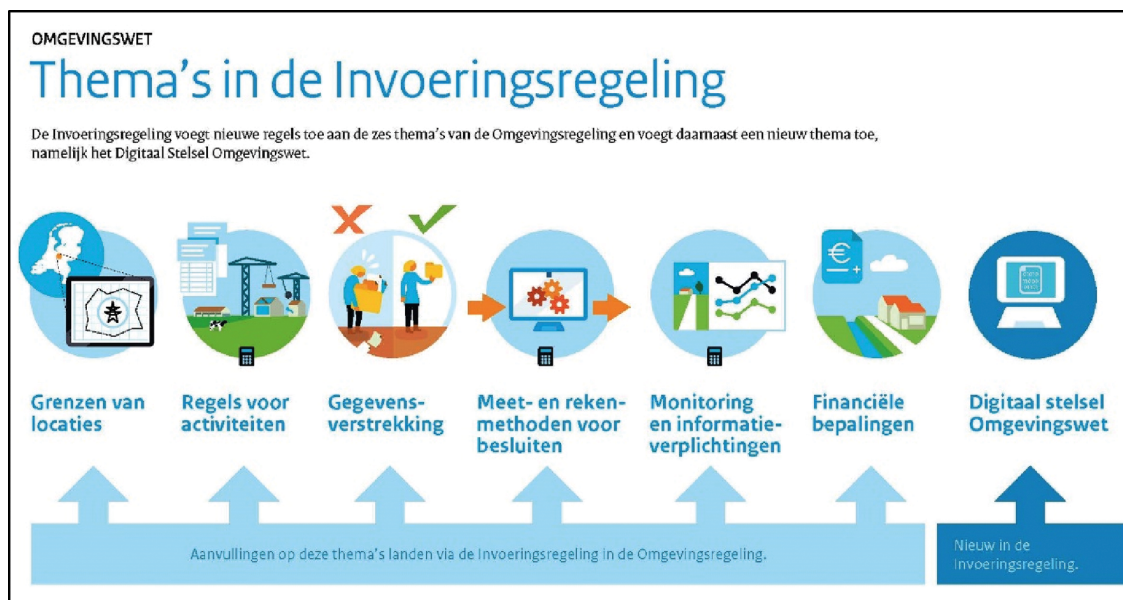 OMGEVINGSWET
Thema's in de Invoeringsregeling
De Invoeringsregeling voegt nieuwe regels toe aan de zes thema's van de Omgevingsregeling en voegt daarnaast een nieuw thema toe,
namelijk het Digitaal Stelsel Omgevingswet.
Grenzen van
locaties
Regels voor
activiteiten
Gegevens-
verstrekking
Meet- en reken-
methoden voor
besluiten
Monitoring
en informatie-
verplichtingen
Financiële
bepalingen
Digitaal stelsel
Omgevingswet
Aanvullingen op deze thema's landen via de Invoeringsregeling in de Omgevingsregeling.
Nieuw in de
Invoeringsregeling.